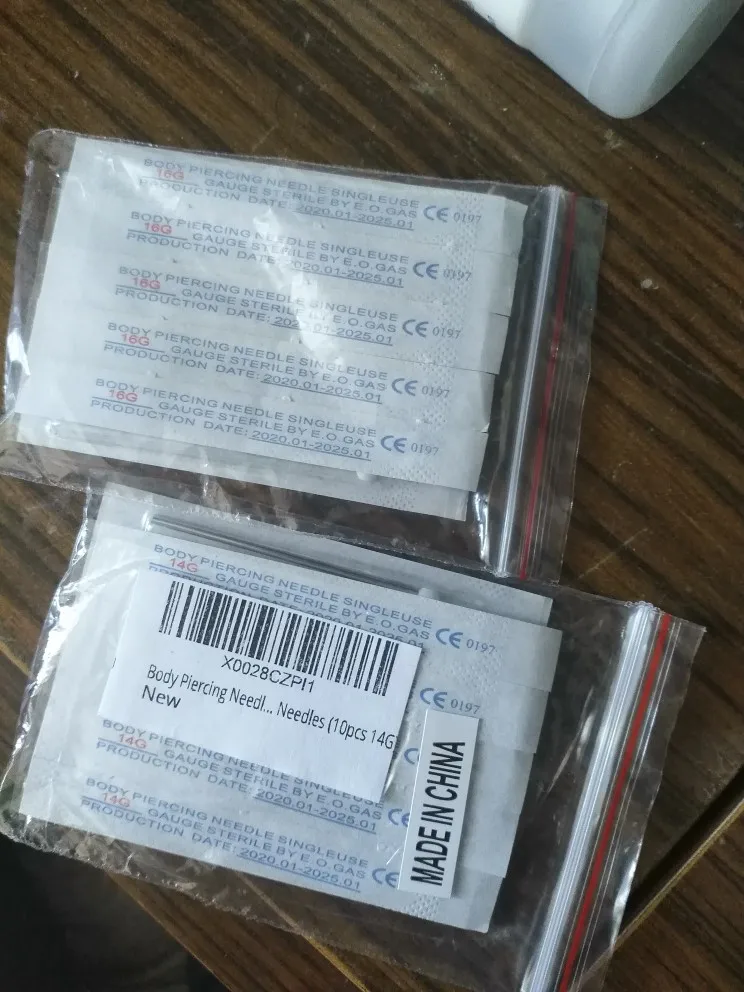 BODY PIERCING NEEDLE SINGLEUSE
16G GAUGE STERILE BY E.O.GAS
PRODUCTION DATE: 2020.01-2025.01
CE 0197
BODY PIERCING NEEDLE SINGLEUSE
16G GAUGE STERILE BY E.O.GAS
PRODUCTION DATE: 2020.01-2025.01
CE 0197
BODY PIERCING NEEDLE SINGLEUSE
16G GAUGE STERILE BY E.O.GAS
PRODUCTION DATE: 2020.01-2025.01
CE 0197
BODY PIERCING NEEDLE SINGLEUSE
16G GAUGE STERILE BY E.O.GAS
PRODUCTION DATE: 2020.01-2025.01
CE 0197
BODY PIERCING NEEDLE SINGLEUSE
16G GAUGE STERILE BY E.O.GAS
PRODUCTION DATE: 2020.01-2025.01
CE 0197
BODY PIERCING NEEDLE SINGLEUSE
14G GAUGE STERILE BY E.O.GAS
CE 0197
X0028CZPI1
Body Piercing Needl... Needles (10pcs 14G
New
CE 0197
BODY PIERCING NEEDLE SINGLEUSE
14G GAUGE STERILE BY E.O.GAS
PRODUCTION DATE: 2020.01-2025.01
CE
BODY PIERCING NEEDLE SINGLEUSE
14G GAUGE STERILE BY E.O.GAS
PRODUCTION DATE: 2020.01-2025.01
CE
MADE IN CHINA